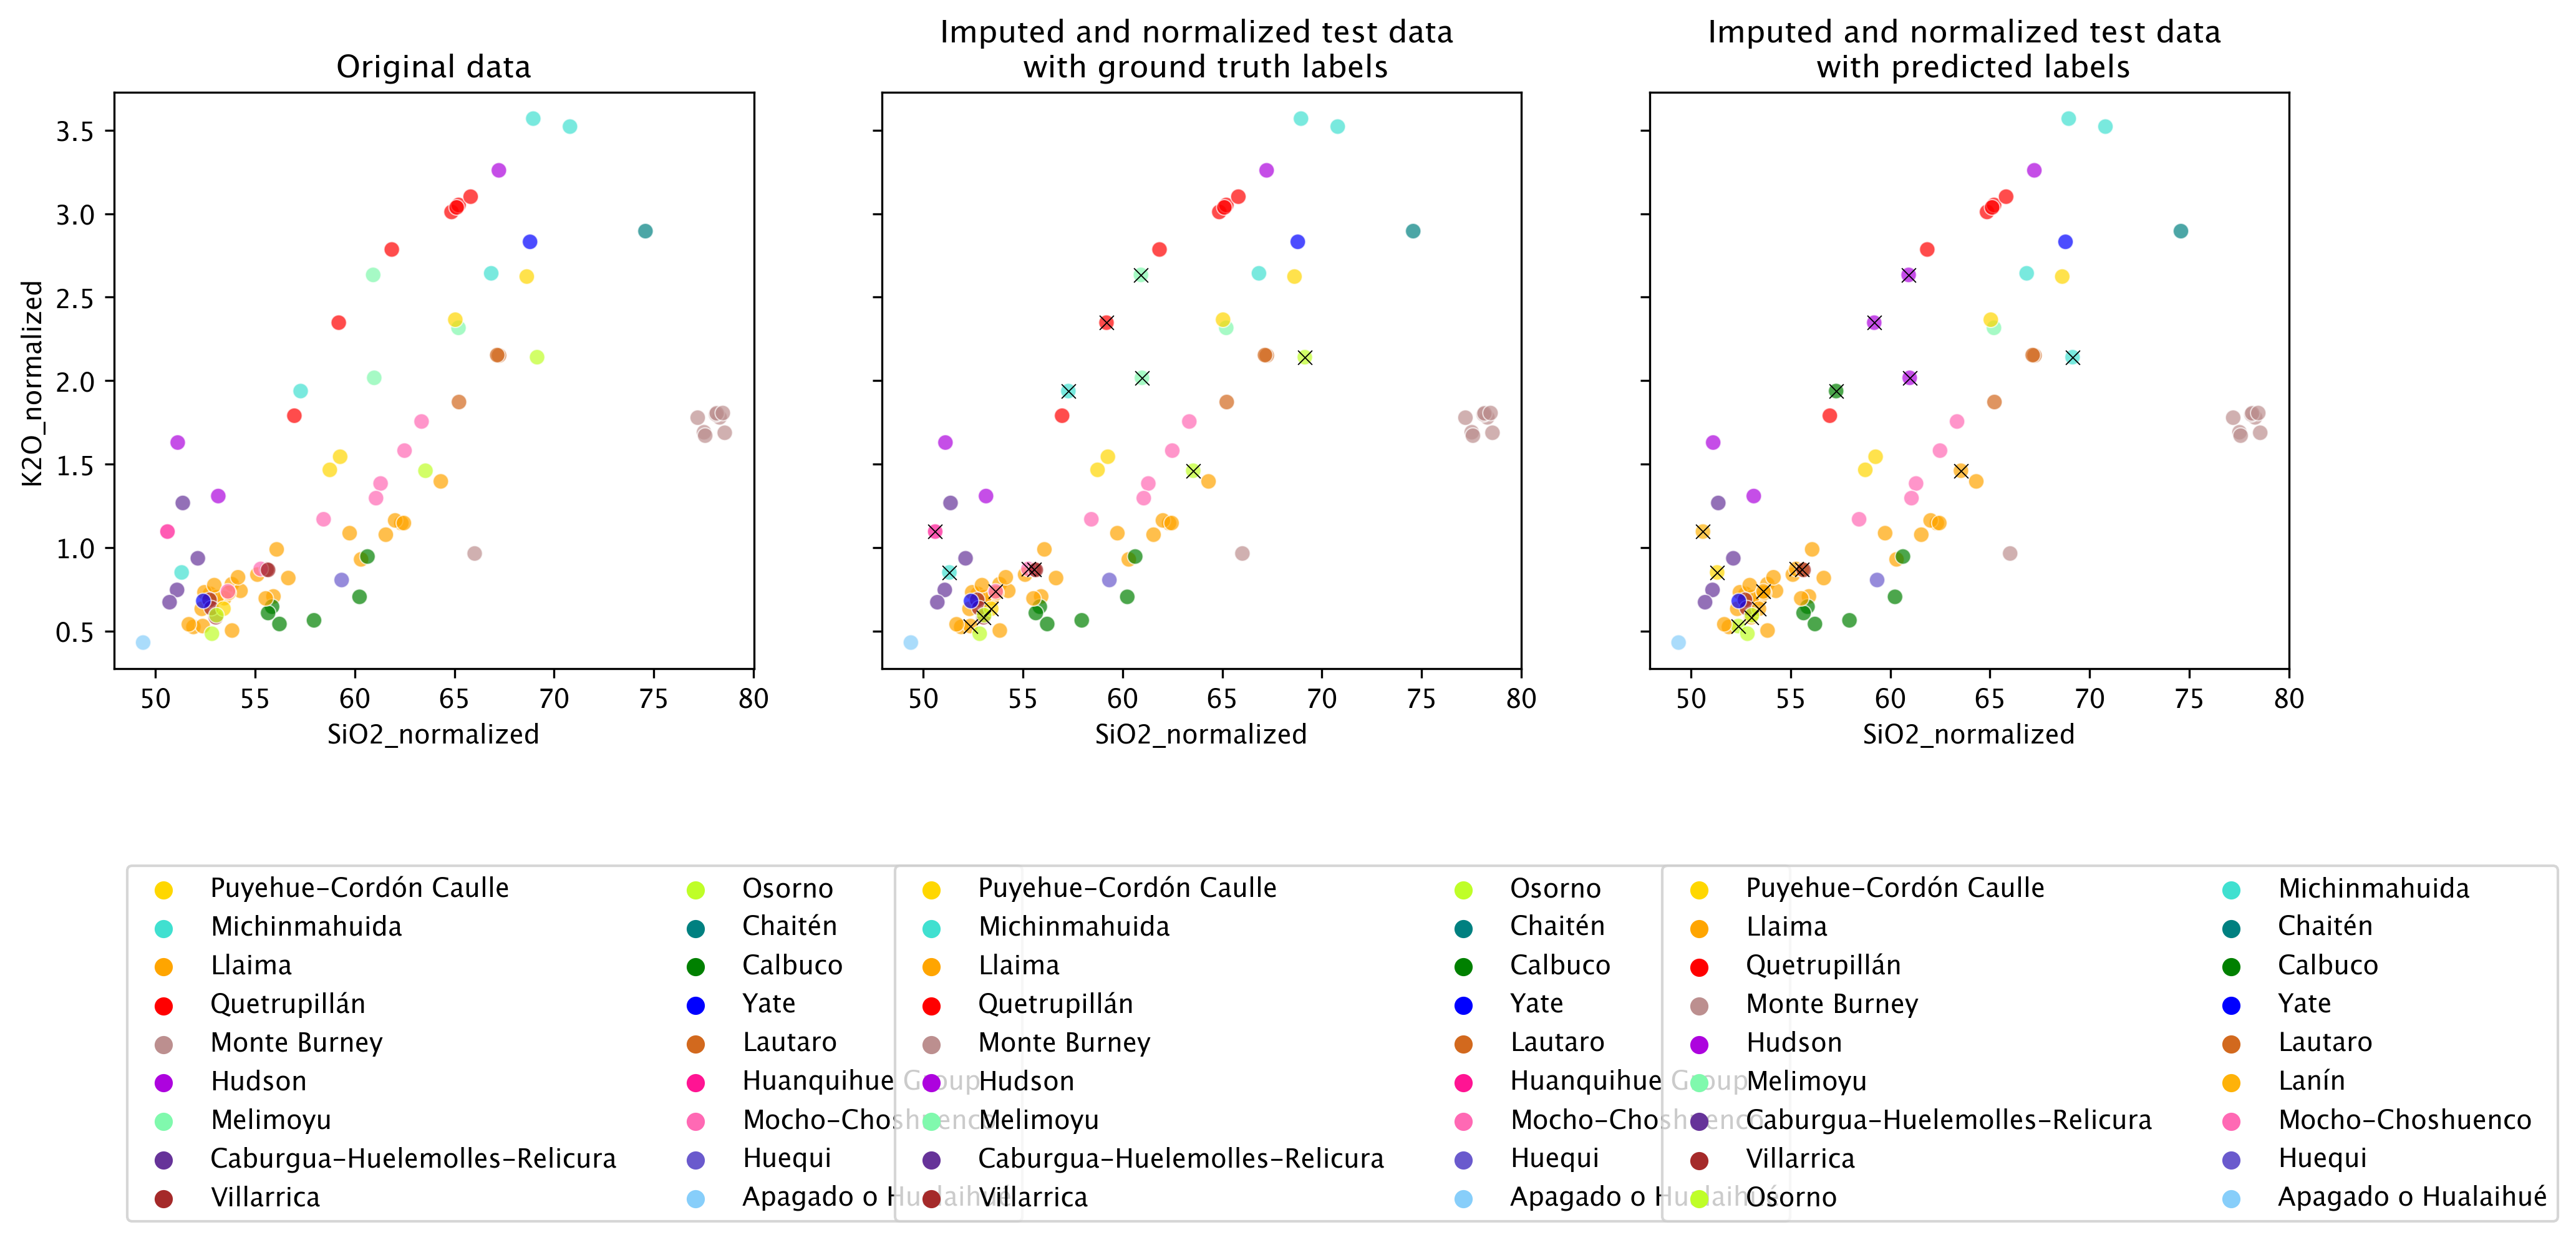 Original data
Imputed and normalized test data
with ground truth labels
Imputed and normalized test data
with predicted labels
K2O_normalized
3.5
3.0
2.5
2.0
1.5
1.0
0.5
50 55 60 65 70 75 80
50 55 60 65 70 75 80
50 55 60 65 70 75 80
SiO2_normalized
SiO2_normalized
SiO2_normalized
Puyehue-Cordón Caulle
Michinmahuida
Llaima
Quetrupillán
Monte Burney
Hudson
Melimoyu
Caburgua-Huelemolles-Relicura
Villarrica
Osorno
Chaitén
Calbuco
Yate
Lautaro
Huanquihue Group
Mocho-Choshuenco
Huequi
Apagado o Hualaihué
Puyehue-Cordón Caulle
Michinmahuida
Llaima
Quetrupillán
Monte Burney
Hudson
Melimoyu
Caburgua-Huelemolles-Relicura
Villarrica
Osorno
Chaitén
Calbuco
Yate
Lautaro
Huanquihue Group
Mocho-Choshuenco
Huequi
Apagado o Hualaihué
Puyehue-Cordón Caulle
Llaima
Quetrupillán
Monte Burney
Hudson
Melimoyu
Caburgua-Huelemolles-Relicura
Villarrica
Osorno
Michinmahuida
Chaitén
Calbuco
Yate
Lautaro
Lanín
Mocho-Choshuenco
Huequi
Apagado o Hualaihué